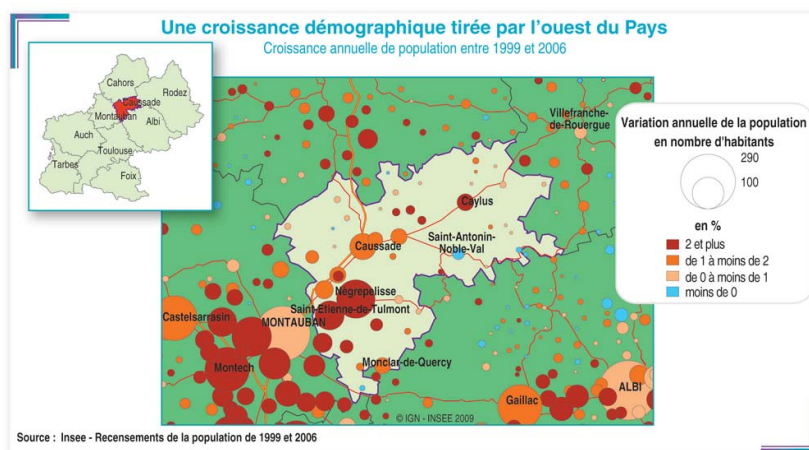 Une croissance démographique tirée par l'ouest du Pays
Croissance annuelle de population entre 1999 et 2006
Cahors
Rodez
Caussade
Montauban
Albi
Auch
Toulouse
Tarbes
Foix
Villefranche-
de-Rouergue
Caylus
Caussade
Saint-Antonin-
Noble-Val
Nègrepelisse
Saint-Etienne-de-Tulmont
Castelsarrasin
MONTAUBAN
Montech
Monclar-de-Quercy
Gaillac
ALBI
© IGN - INSEE 2009
Variation annuelle de la population
en nombre d'habitants
290
100
en %
2 et plus
de 1 à moins de 2
de 0 à moins de 1
moins de 0
Source : Insee - Recensements de la population de 1999 et 2006